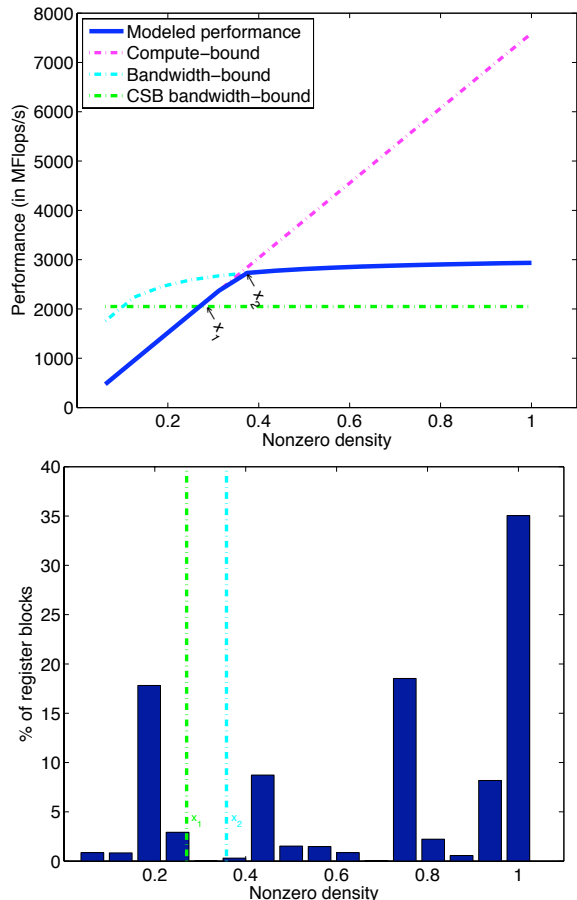 8000
7000
6000
5000
4000
3000
2000
1000
0
Performance (in MFlops/s)
Modeled performance
Compute−bound
Bandwidth−bound
CSB bandwidth−bound
x2
x1
0.2 0.4 0.6 0.8 1
Nonzero density
40
35
30
25
20
15
10
5
0
% of register blocks
x1 x2
0.2 0.4 0.6 0.8 1
Nonzero density